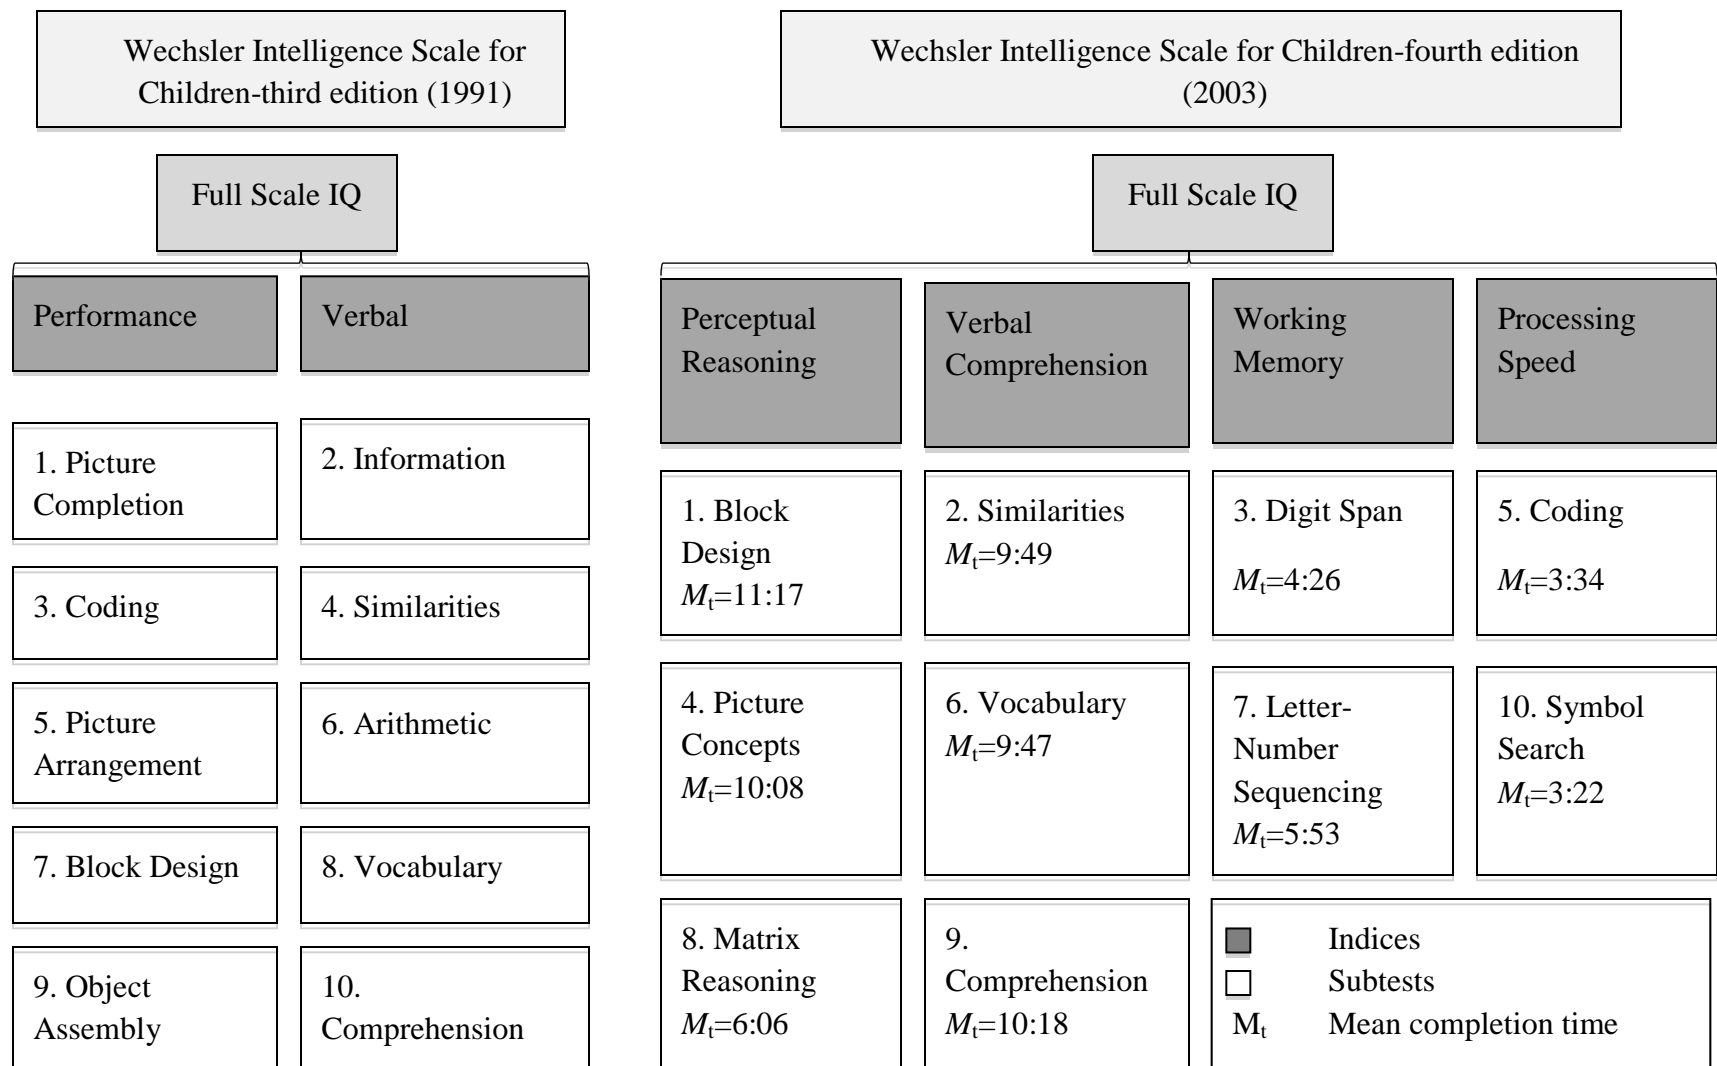 Wechsler Intelligence Scale for
Children-third edition (1991)
Full Scale IQ
Performance
Verbal
1. Picture
Completion
2. Information
3. Coding
4. Similarities
5. Picture
Arrangement
6. Arithmetic
7. Block Design
8. Vocabulary
9. Object
Assembly
10.
Comprehension
Wechsler Intelligence Scale for Children-fourth edition
(2003)
Full Scale IQ
Perceptual
Reasoning
Verbal
Comprehension
Working
Memory
Processing
Speed
1. Block
Design
Mt=11:17
2. Similarities
Mt=9:49
3. Digit Span
Mt=4:26
5. Coding
Mt=3:34
4. Picture
Concepts
Mt=10:08
6. Vocabulary
Mt=9:47
7. Letter-
Number
Sequencing
Mt=5:53
10. Symbol
Search
Mt=3:22
8. Matrix
Reasoning
Mt=6:06
9.
Comprehension
Mt=10:18
Indices
Subtests
Mt Mean completion time